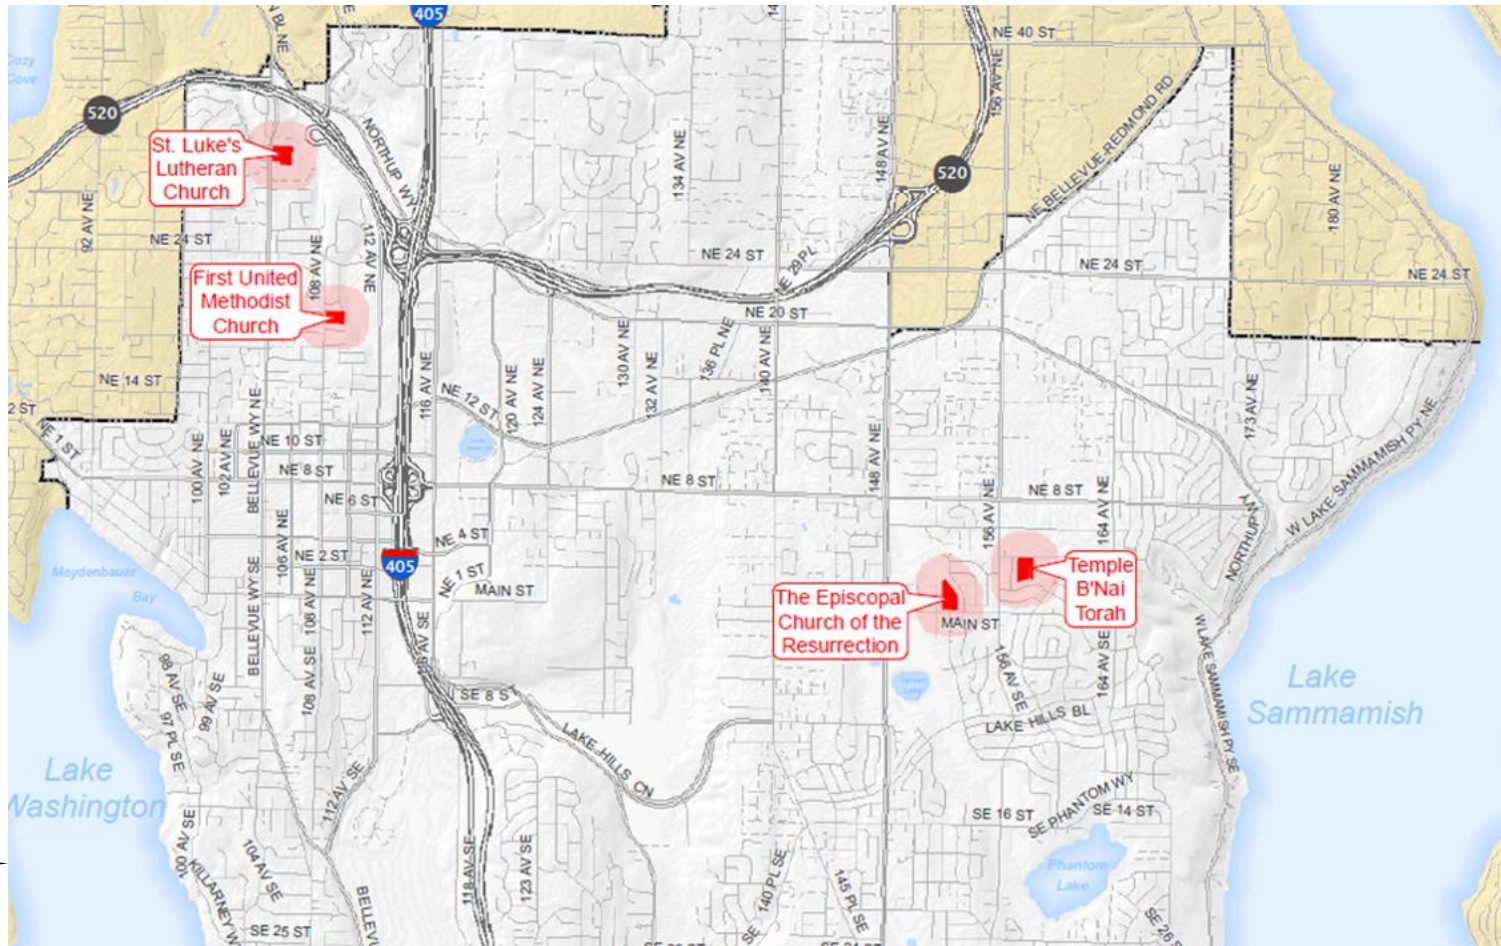 405
NE 40 ST
Cozy
Cove
520
NORTHUP WY
St. Luke's
Lutheran
Church
134 AV NE
148 AV NE
156 AV NE
520
NE BELLEVUE-REDMOND RD
180 AV NE
92 AV NE
NE 24 ST
108 AV NE
112 AV NE
NE 24 ST
NE 29 PL
NE 24 ST
NE 24 ST
First United
Methodist
Church
NE 20 ST
130 AV NE
132 AV NE
136 PL NE
140 AV NE
116 AV NE
120 AV NE
124 AV NE
NE 14 ST
NE 12 ST
173 AV NE
2 ST
NE 1 ST
100 AV NE
102 AV NE
BELLEVUE WY NE
NE 10 ST
NE 8 ST
NE 6 ST
NE 8 ST
148 AV NE
156 AV NE
NE 8 ST
164 AV NE
NORTHUP WY
W LAKE SAMMAMISH PY NE
106 AV NE
NE 2 ST
405
NE 4 ST
NE 1 ST
MAIN ST
Meydenbauer
Bay
BELLEVUE WY SE
108 AV NE
112 AV NE
The Episcopal
Church of the
Resurrection
Temple
B'Nai
Torah
MAIN ST
98 AV SE
99 AV SE
97 PL SE
108 AV SE
SE 8 ST
156 AV SE
164 AV SE
W LAKE SAMMAMISH PY SE
Lake
Sammamish
LAKE HILLS BL
LAKE HILLS CN
Lake
Washington
112 AV SE
SE 16 ST
SE PHANTOM WY
SE 14 ST
100 AV SE
104 AV SE
KILLARNEY W
118 AV SE
123 AV SE
140 PL SE
145 PL SE
Phantom
Lake
SE 25 ST
BELLEV
SE
SE 26 S